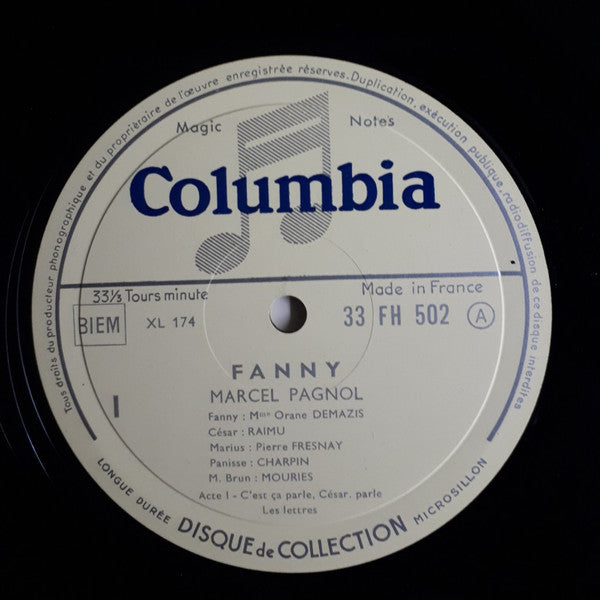 Tous droits du producteur phonographique et du propriétaire de l'œuvre enregistrée réservés. Duplication, exécution publique, radiodiffusion de ce disque interdites
Magic Notes
Columbia
33⅓ Tours minute
Made in France
BIEM
XL 174
33 FH 502 A
FANNY
MARCEL PAGNOL
I
Fanny : Mme Orane DEMAZIS
César : RAIMU
Marius : Pierre FRESNAY
Panisse : CHARPIN
M. Brun : MOURIES
Acte I - C'est ça parle, César, parle
Les lettres
LONGUE DURÉE DISQUE de COLLECTION MICROSILLON